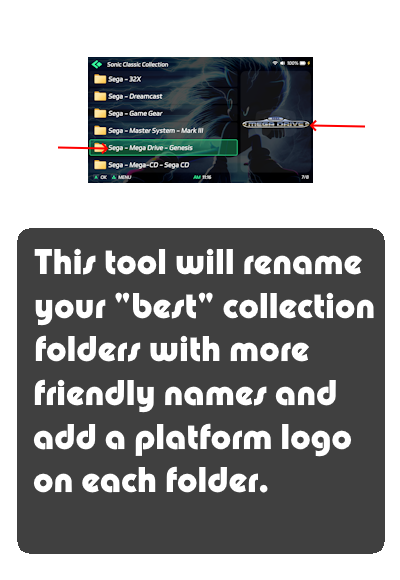 Sonic Classic Collection
100%
Sega - 32X
Sega - Dreamcast
Sega - Game Gear
Sega - Master System - Mark III
Sega - Mega Drive - Genesis
Sega - Mega-CD - Sega CD
MEGA DRIVE
A OK MENU
AM 11:16
7/8
This tool will rename
your "best" collection
folders with more
friendly names and
add a platform logo
on each folder.